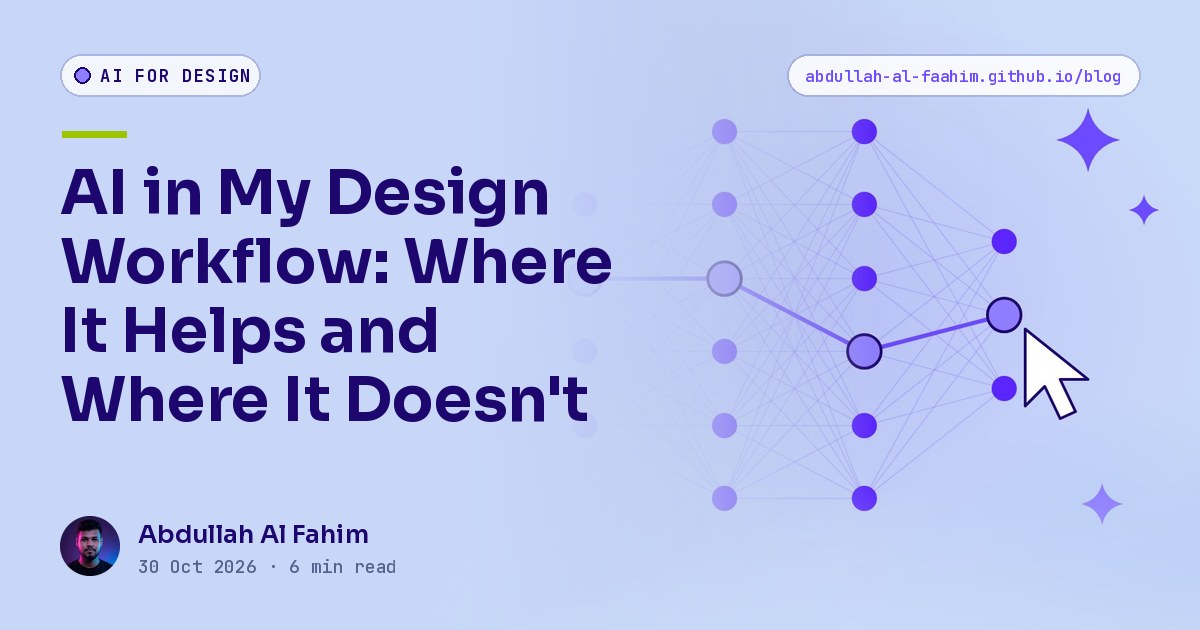 AI FOR DESIGN
abdullah-al-faahim.github.io/blog
AI in My Design
Workflow: Where
It Helps and
Where It Doesn't
Abdullah Al Fahim
30 Oct 2026 · 6 min read